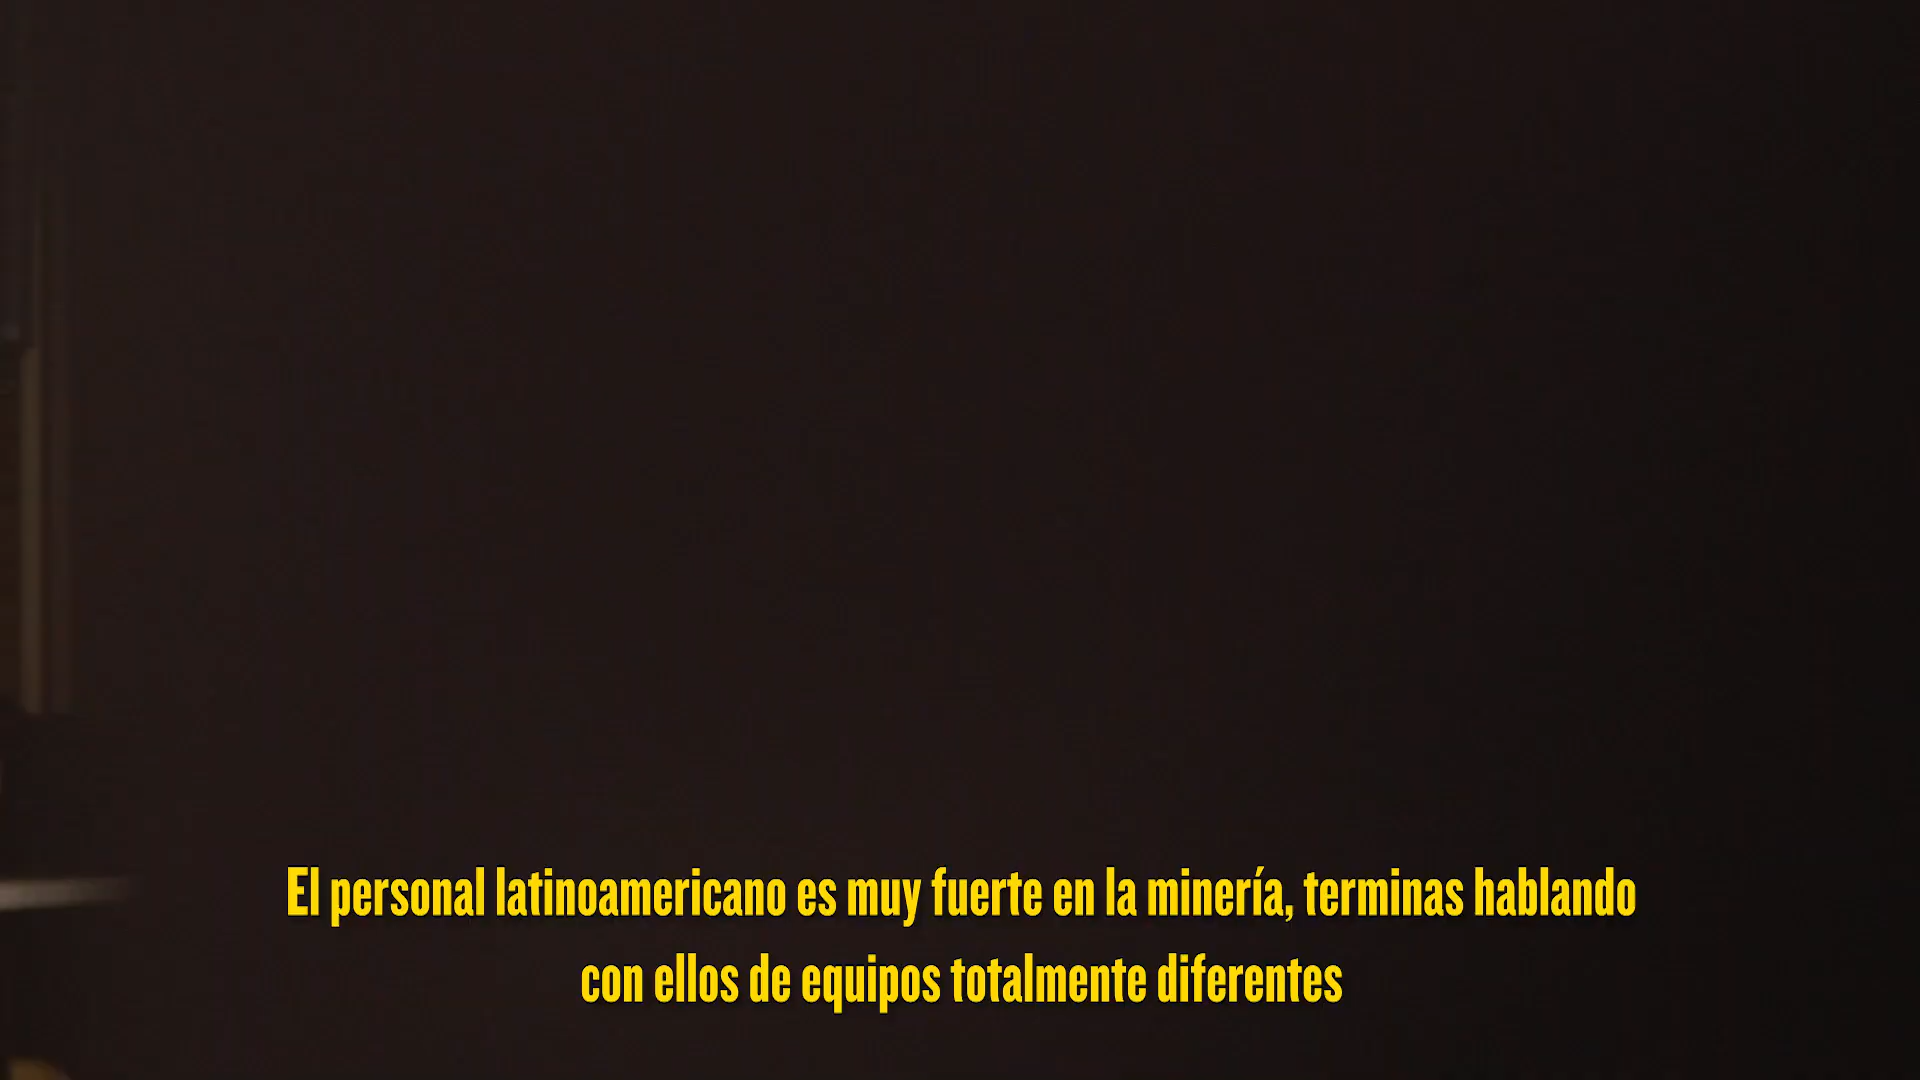 El personal latinoamericano es muy fuerte en la minería, terminas hablando
con ellos de equipos totalmente diferentes